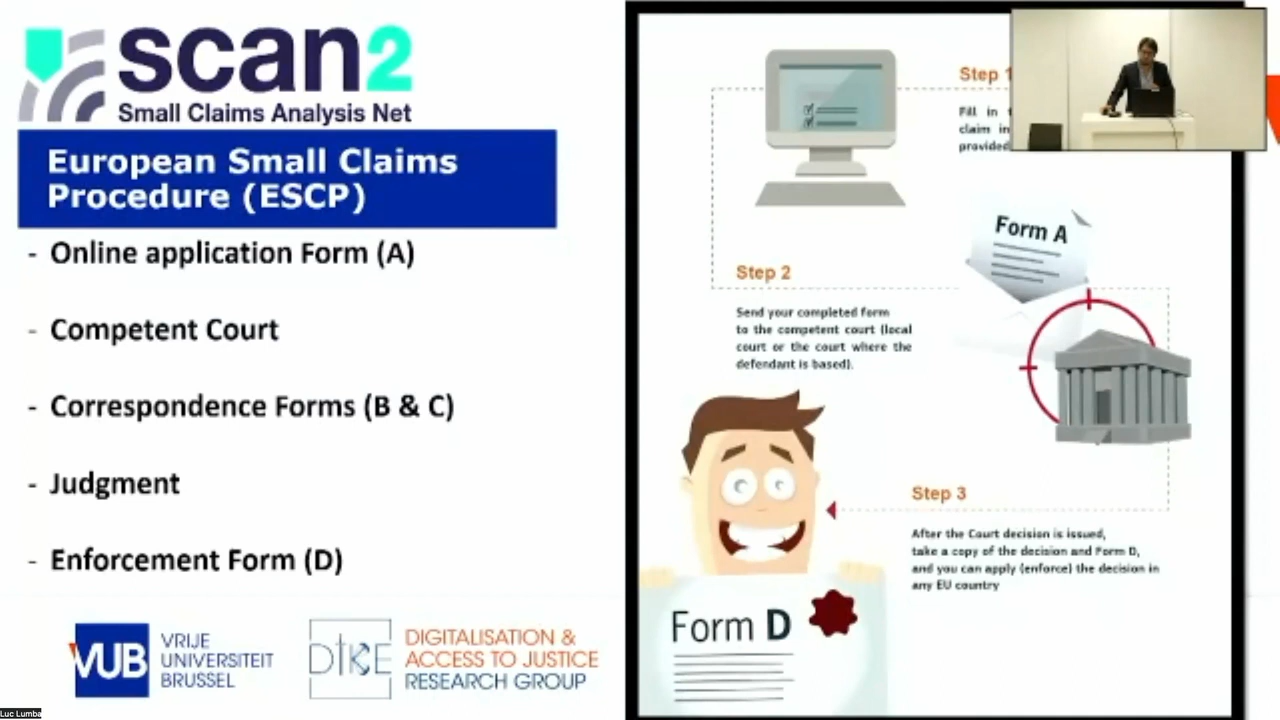 scan2
Small Claims Analysis Net
European Small Claims
Procedure (ESCP)
- Online application Form (A)
- Competent Court
- Correspondence Forms (B & C)
- Judgment
- Enforcement Form (D)
VUB
VRIJE
UNIVERSITEIT
BRUSSEL
DIKE
DIGITALISATION &
ACCESS TO JUSTICE
RESEARCH GROUP
Step 1
Fill in
claim in
provided
Form A
Step 2
Send your completed form
to the competent court (local
court or the court where the
defendant is based).
Step 3
After the Court decision is issued,
take a copy of the decision and Form D,
and you can apply (enforce) the decision in
any EU country
Form D
Luc Lumba